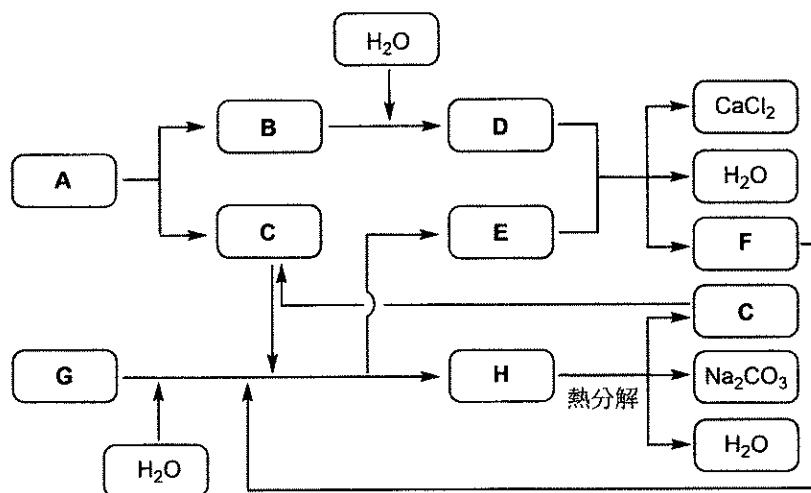 H₂O
B
D
CaCl₂
A
H₂O
C
E
F
C
G
H
熱分解
Na₂CO₃
H₂O
H₂O